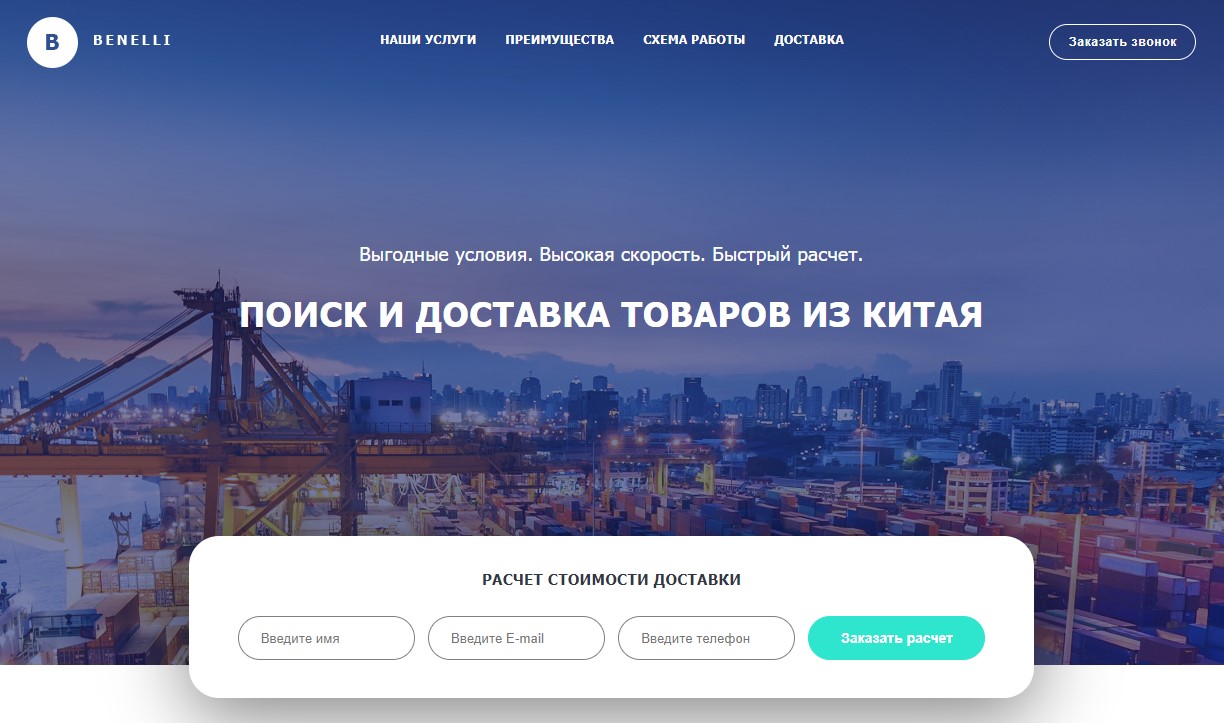 B
BENELLI
НАШИ УСЛУГИ
ПРЕИМУЩЕСТВА
СХЕМА РАБОТЫ
ДОСТАВКА
Заказать звонок
Выгодные условия. Высокая скорость. Быстрый расчет.
ПОИСК И ДОСТАВКА ТОВАРОВ ИЗ КИТАЯ
РАСЧЕТ СТОИМОСТИ ДОСТАВКИ
Введите имя
Введите E-mail
Введите телефон
Заказать расчет